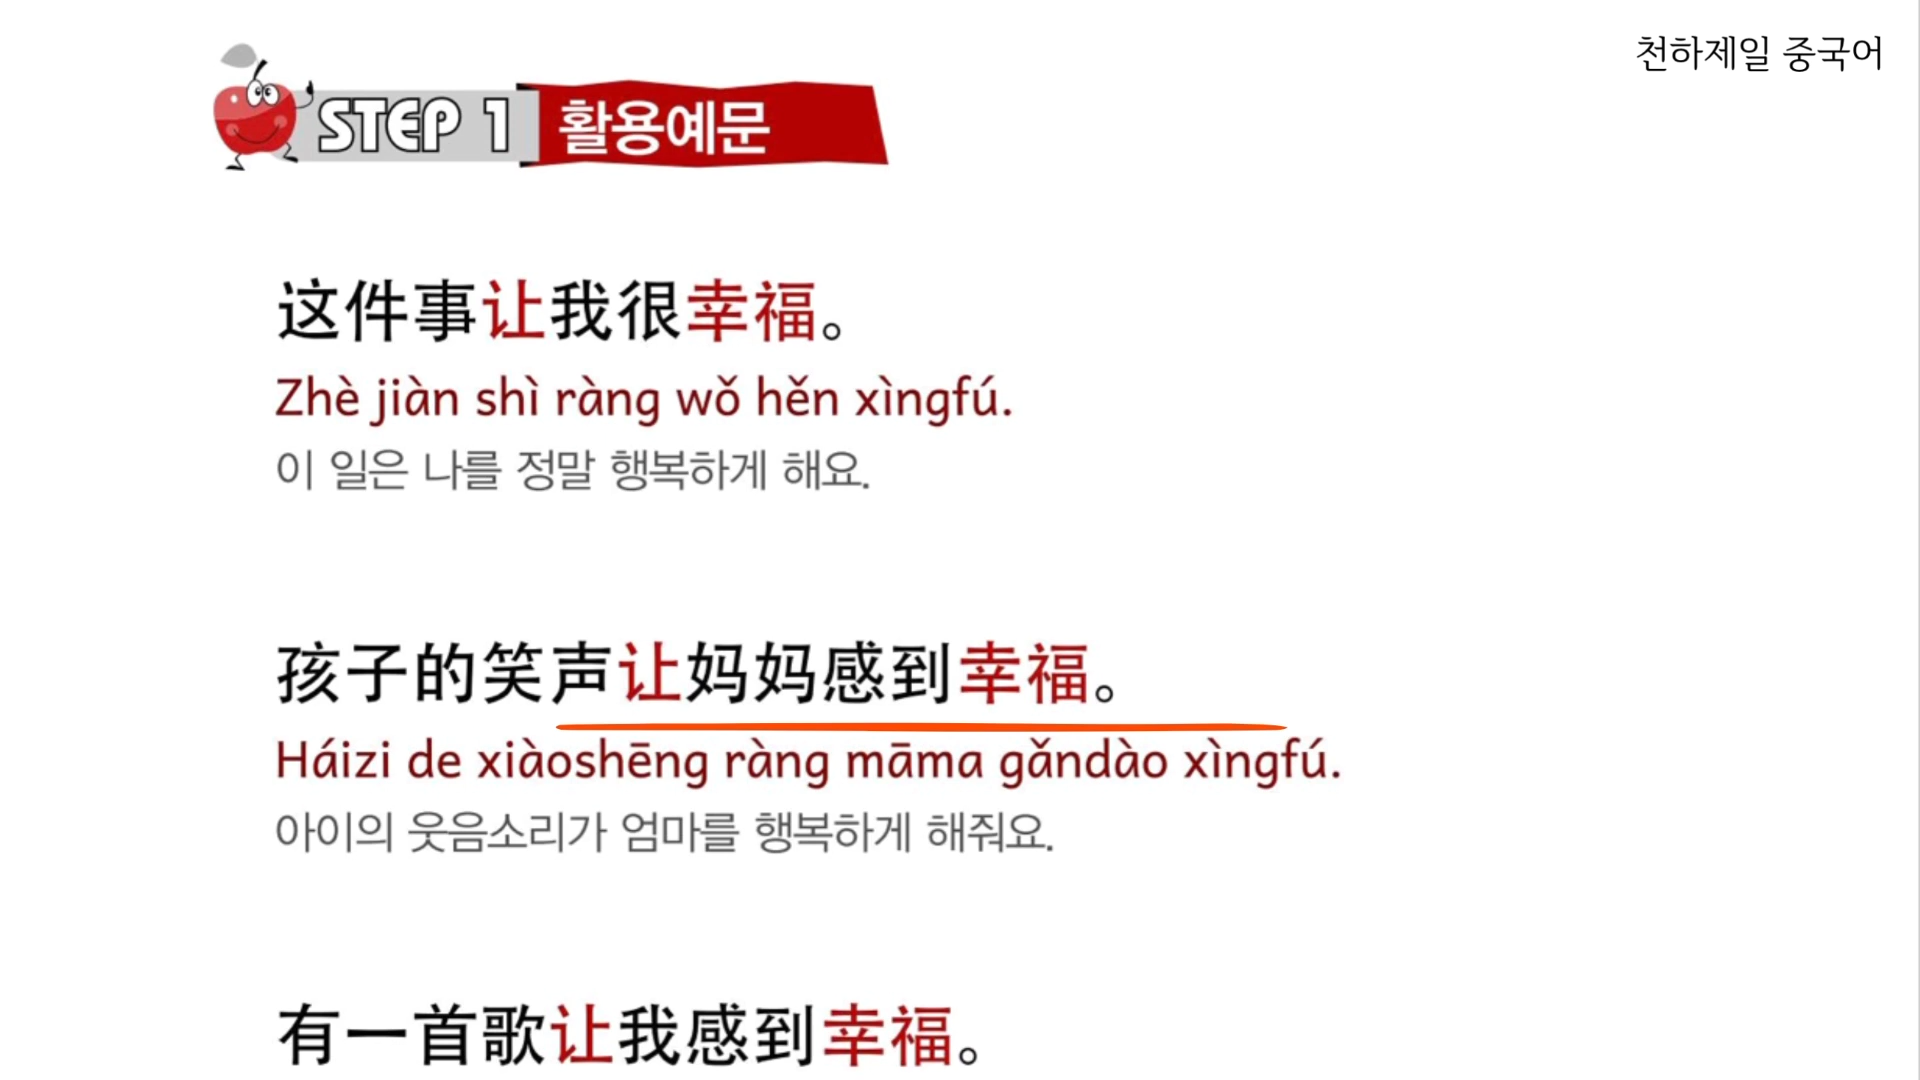 천하제일 중국어
STEP 1 활용예문
这件事让我很幸福。
Zhè jiàn shì ràng wǒ hěn xìngfú.
이 일은 나를 정말 행복하게 해요.
孩子的笑声让妈妈感到幸福。
Háizi de xiàoshēng ràng māma gǎndào xìngfú.
아이의 웃음소리가 엄마를 행복하게 해줘요.
有一首歌让我感到幸福。